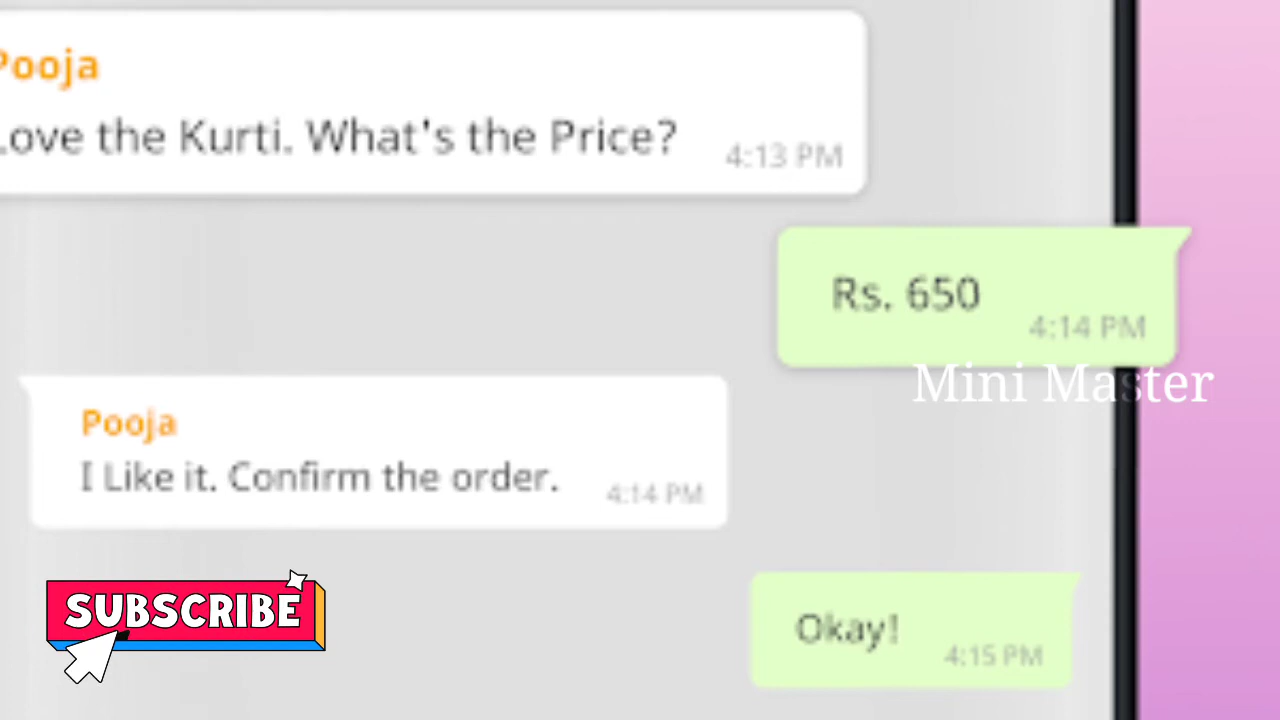 Pooja
Love the Kurti. What's the Price?
4:13 PM
Rs. 650
4:14 PM
Mini Master
Pooja
I Like it. Confirm the order.
4:14 PM
SUBSCRIBE
Okay!
4:15 PM